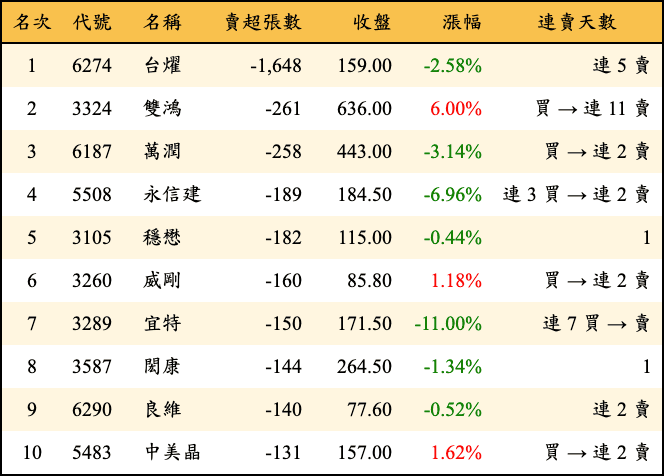 名次 代號 名稱 賣超張數 收盤 漲幅 連賣天數
1 6274 台燿 -1,648 159.00 -2.58% 連 5 賣
2 3324 雙鴻 -261 636.00 6.00% 買 → 連 11 賣
3 6187 萬潤 -258 443.00 -3.14% 買 → 連 2 賣
4 5508 永信建 -189 184.50 -6.96% 連 3 買 → 連 2 賣
5 3105 穩懋 -182 115.00 -0.44% 1
6 3260 威剛 -160 85.80 1.18% 買 → 連 2 賣
7 3289 宜特 -150 171.50 -11.00% 連 7 買 → 賣
8 3587 閎康 -144 264.50 -1.34% 1
9 6290 良維 -140 77.60 -0.52% 連 2 賣
10 5483 中美晶 -131 157.00 1.62% 買 → 連 2 賣